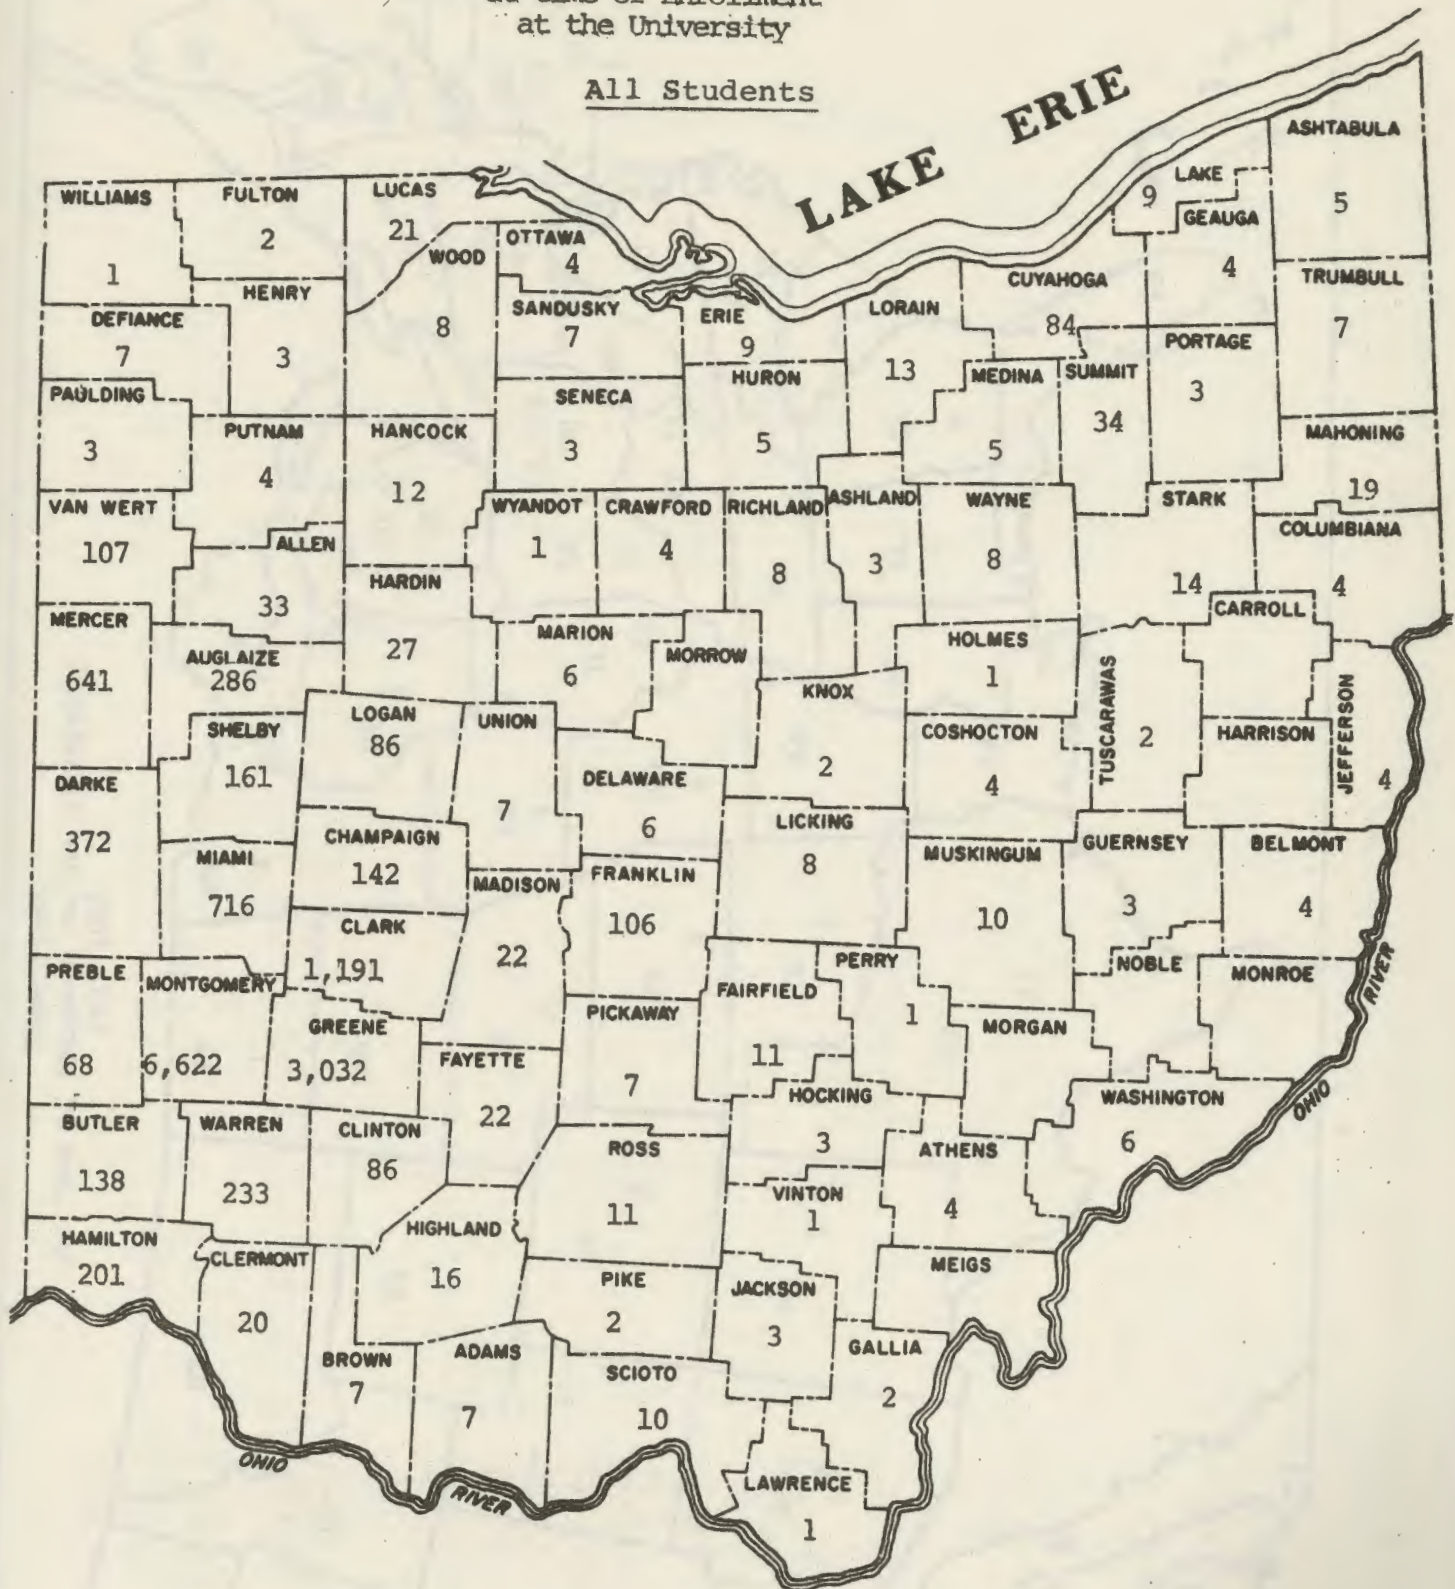 at the University
All Students
LAKE ERIE
ASHTABULA
5
LAKE
9
GEAUGA
4
WILLIAMS
1
FULTON
2
LUCAS
21
WOOD
8
OTTAWA
4
CUYAHOGA
84
TRUMBULL
7
HENRY
3
DEFIANCE
7
SANDUSKY
7
ERIE
9
LORAIN
13
PORTAGE
3
MEDINA
5
SUMMIT
34
HURON
5
PAULDING
3
SENECA
3
PUTNAM
4
HANCOCK
12
MAHONING
19
VAN WERT
107
WYANDOT
1
CRAWFORD
4
RICHLAND
8
ASHLAND
3
WAYNE
8
STARK
14
COLUMBIANA
4
ALLEN
33
HARDIN
27
CARROLL
MERCER
641
AUGLAIZE
286
MARION
6
MORROW
HOLMES
1
KNOX
2
TUSCARAWAS
2
JEFFERSON
4
LOGAN
86
UNION
7
SHELBY
161
COSHOCTON
4
HARRISON
DARKE
372
DELAWARE
6
LICKING
8
CHAMPAIGN
142
GUERNSEY
3
BELMONT
4
MIAMI
716
MUSKINGUM
10
MADISON
22
FRANKLIN
106
CLARK
1,191
PREBLE
68
MONTGOMERY
6,622
PERRY
1
NOBLE
MONROE
FAIRFIELD
11
GREENE
3,032
PICKAWAY
7
MORGAN
RIVER
FAYETTE
22
HOCKING
3
WASHINGTON
6
OHIO
BUTLER
138
WARREN
233
CLINTON
86
ROSS
11
ATHENS
4
VINTON
1
HAMILTON
201
HIGHLAND
16
CLERMONT
20
MEIGS
PIKE
2
JACKSON
3
BROWN
7
ADAMS
7
GALLIA
2
SCIOTO
10
OHIO
RIVER
LAWRENCE
1